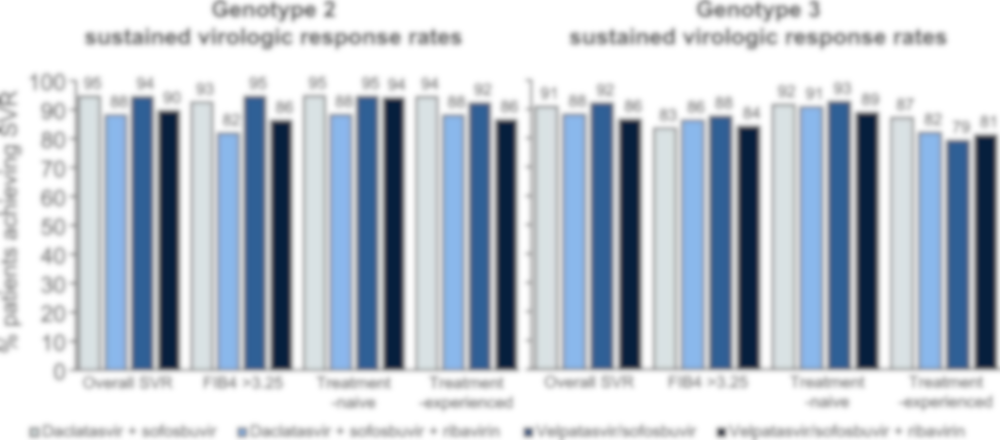 Genotype 2
sustained virologic response rates
Genotype 3
sustained virologic response rates
% patients achieving SVR
100
90
80
70
60
50
40
30
20
10
0
95 88 94 90
93 82 95 86
95 88 95 94
94 88 92 86
91 88 92 86
83 86 88 84
92 91 93 89
87 82 79 81
Overall SVR
FIB4 >3.25
Treatment
-naive
Treatment
-experienced
Overall SVR
FIB4 >3.25
Treatment
-naive
Treatment
-experienced
Daclatasvir + sofosbuvir
Daclatasvir + sofosbuvir + ribavirin
Velpatasvir/sofosbuvir
Velpatasvir/sofosbuvir + ribavirin